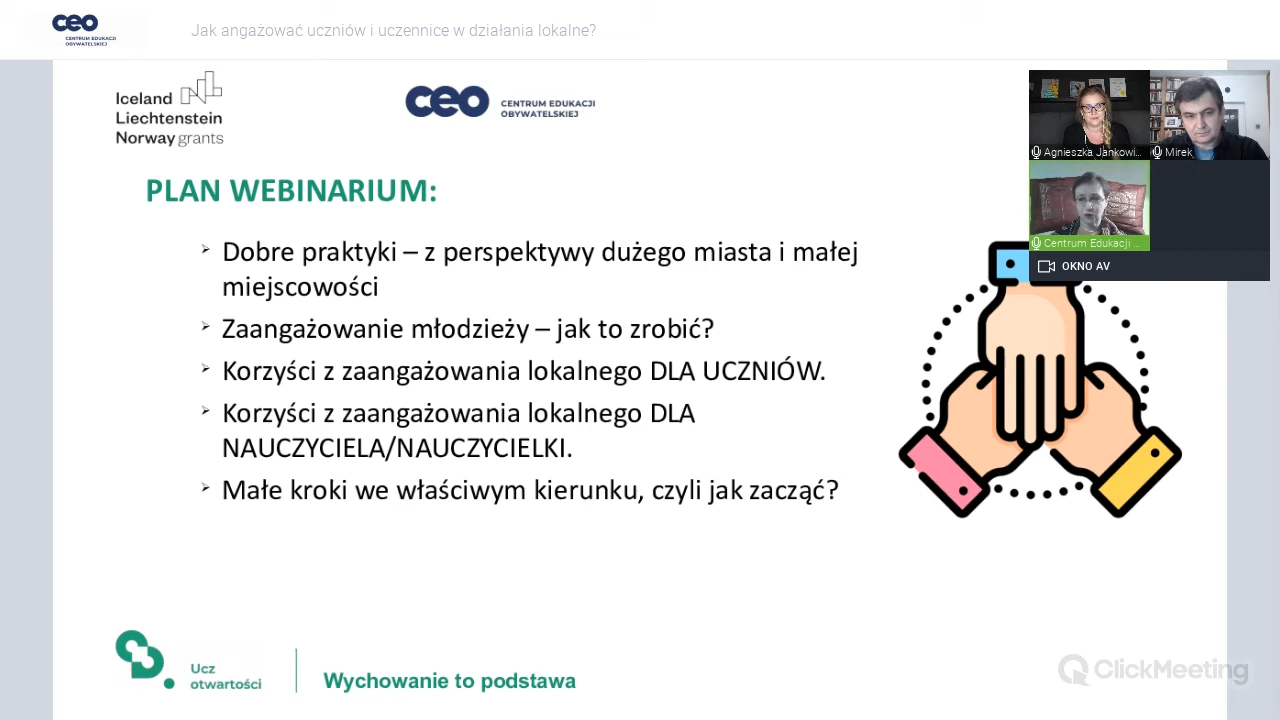 ceo
CENTRUM EDUKACJI
OBYWATELSKIEJ
Jak angażować uczniów i uczennice w działania lokalne?
Iceland
Liechtenstein
Norway grants
ceo
CENTRUM EDUKACJI
OBYWATELSKIEJ
Agnieszka Jankowi...
Mirek
Centrum Edukacji ...
OKNO AV
PLAN WEBINARIUM:
Dobre praktyki – z perspektywy dużego miasta i małej
miejscowości
Zaangażowanie młodzieży – jak to zrobić?
Korzyści z zaangażowania lokalnego DLA UCZNIÓW.
Korzyści z zaangażowania lokalnego DLA
NAUCZYCIELA/NAUCZYCIELKI.
Małe kroki we właściwym kierunku, czyli jak zacząć?
Ucz
otwartości
Wychowanie to podstawa
ClickMeeting